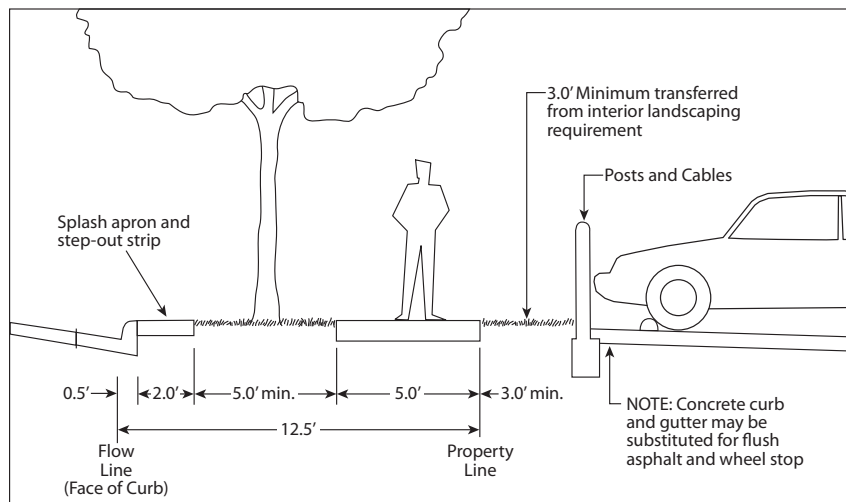 3.0’ Minimum transferred
from interior landscaping
requirement
Posts and Cables
Splash apron and
step-out strip
0.5’
2.0’
5.0’ min.
5.0’
3.0’ min.
12.5’
Flow
Line
(Face of Curb)
Property
Line
NOTE: Concrete curb
and gutter may be
substituted for flush
asphalt and wheel stop